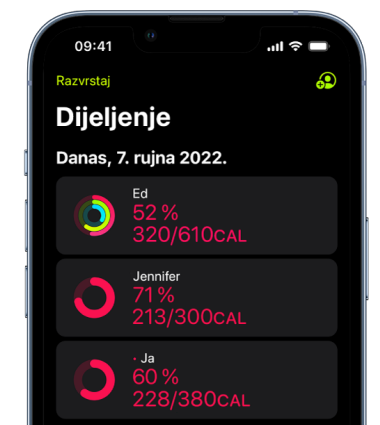 09:41
Razvrstaj
Dijeljenje
Danas, 7. rujna 2022.
Ed
52 %
320/610CAL
Jennifer
71 %
213/300CAL
· Ja
60 %
228/380CAL